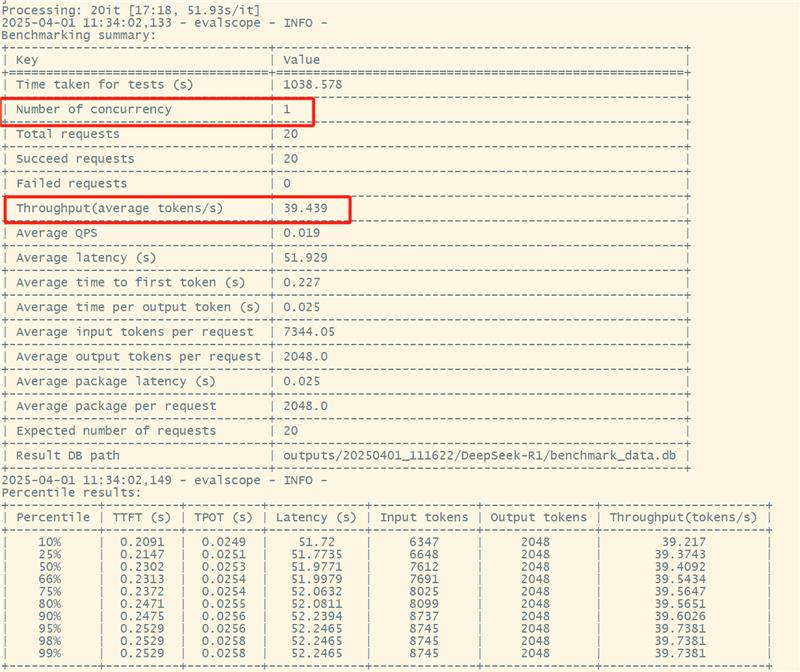 Processing: 20it [17:18, 51.93s/it]
2025-04-01 11:34:02,133 - evalscope - INFO -
Benchmarking summary:
| Key | Value |
| Time taken for tests (s) | 1038.578 |
| Number of concurrency | 1 |
| Total requests | 20 |
| Succeed requests | 20 |
| Failed requests | 0 |
| Throughput(average tokens/s) | 39.439 |
| Average QPS | 0.019 |
| Average latency (s) | 51.929 |
| Average time to first token (s) | 0.227 |
| Average time per output token (s) | 0.025 |
| Average input tokens per request | 7344.05 |
| Average output tokens per request | 2048.0 |
| Average package latency (s) | 0.025 |
| Average package per request | 2048.0 |
| Expected number of requests | 20 |
| Result DB path | outputs/20250401_111622/DeepSeek-R1/benchmark_data.db |
2025-04-01 11:34:02,149 - evalscope - INFO -
Percentile results:
| Percentile | TTFT (s) | TPOT (s) | Latency (s) | Input tokens | Output tokens | Throughput(tokens/s) |
| 10% | 0.2091 | 0.0249 | 51.72 | 6347 | 2048 | 39.217 |
| 25% | 0.2147 | 0.0251 | 51.7735 | 6648 | 2048 | 39.3743 |
| 50% | 0.2302 | 0.0253 | 51.9771 | 7612 | 2048 | 39.4092 |
| 66% | 0.2313 | 0.0254 | 51.9979 | 7691 | 2048 | 39.5434 |
| 75% | 0.2372 | 0.0254 | 52.0632 | 8025 | 2048 | 39.5647 |
| 80% | 0.2471 | 0.0255 | 52.0811 | 8099 | 2048 | 39.5651 |
| 90% | 0.2475 | 0.0256 | 52.2394 | 8737 | 2048 | 39.6026 |
| 95% | 0.2529 | 0.0256 | 52.2465 | 8745 | 2048 | 39.7381 |
| 98% | 0.2529 | 0.0258 | 52.2465 | 8745 | 2048 | 39.7381 |
| 99% | 0.2529 | 0.0258 | 52.2465 | 8745 | 2048 | 39.7381 |